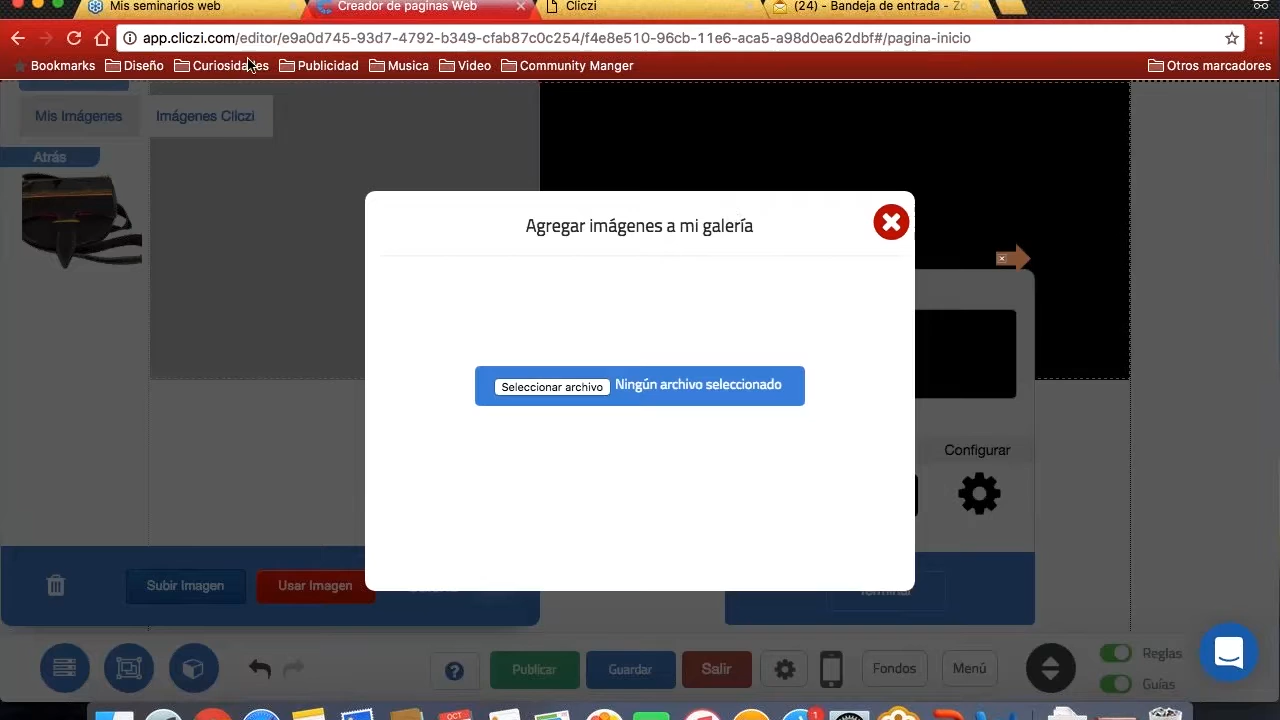 Mis seminarios web
Creador de paginas Web
Cliczi
(24) - Bandeja de entrada - Zo
app.cliczi.com/editor/e9a0d745-93d7-4792-b349-cfab87c0c254/f4e8e510-96cb-11e6-aca5-a98d0ea62dbf#/pagina-inicio
Bookmarks Diseño Curiosidades Publicidad Musica Video Community Manger Otros marcadores
Mis Imágenes Imágenes Cliczi
Atrás
Agregar imágenes a mi galería
Seleccionar archivo Ningún archivo seleccionado
Configurar
Subir Imagen Usar Imagen
Terminar
? Publicar Guardar Salir Fondos Menú Reglas
Guías
OCT
1